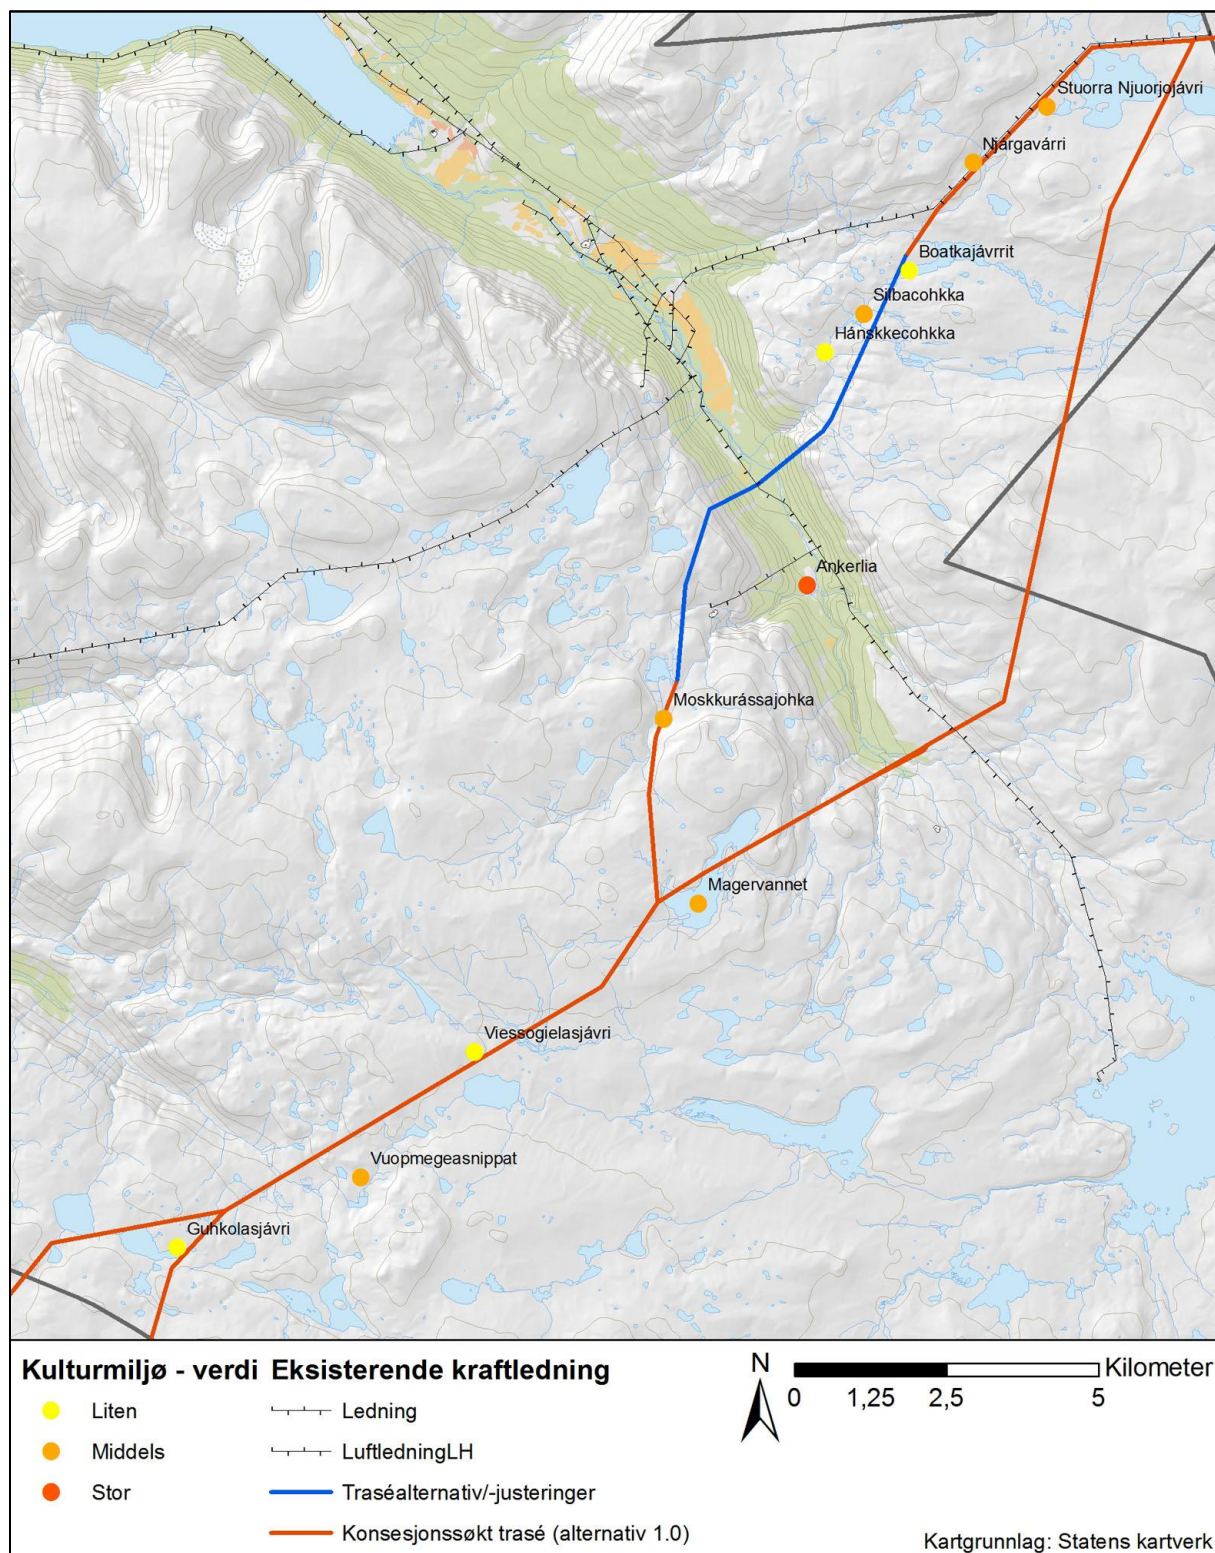 Stuorra Njuorjojávri
Njárgavárri
Boatkajávrrit
Silbacohkka
Hánskkecohkka
Ankerlia
Moskkurássajohka
Magervannet
Viessogielasjávri
Vuopmegeasnippat
Guhkolasjávri
Kulturmiljø - verdi
Liten
Middels
Stor
Eksisterende kraftledning
Ledning
LuftledningLH
Traséalternativ/-justeringer
Konsesjonssøkt trasé (alternativ 1.0)
N
Kilometer
0 1,25 2,5 5
Kartgrunnlag: Statens kartverk